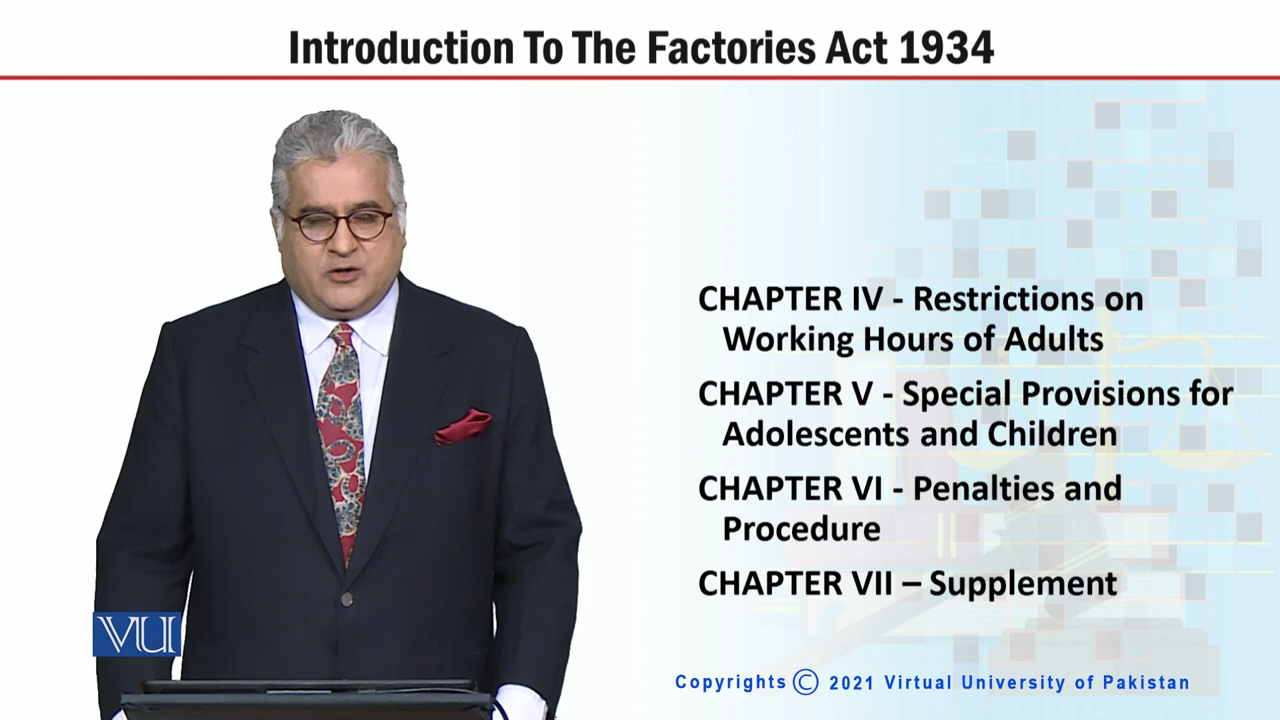 Introduction To The Factories Act 1934
CHAPTER IV - Restrictions on
Working Hours of Adults
CHAPTER V - Special Provisions for
Adolescents and Children
CHAPTER VI - Penalties and
Procedure
CHAPTER VII – Supplement
VU
Copyrights © 2021 Virtual University of Pakistan